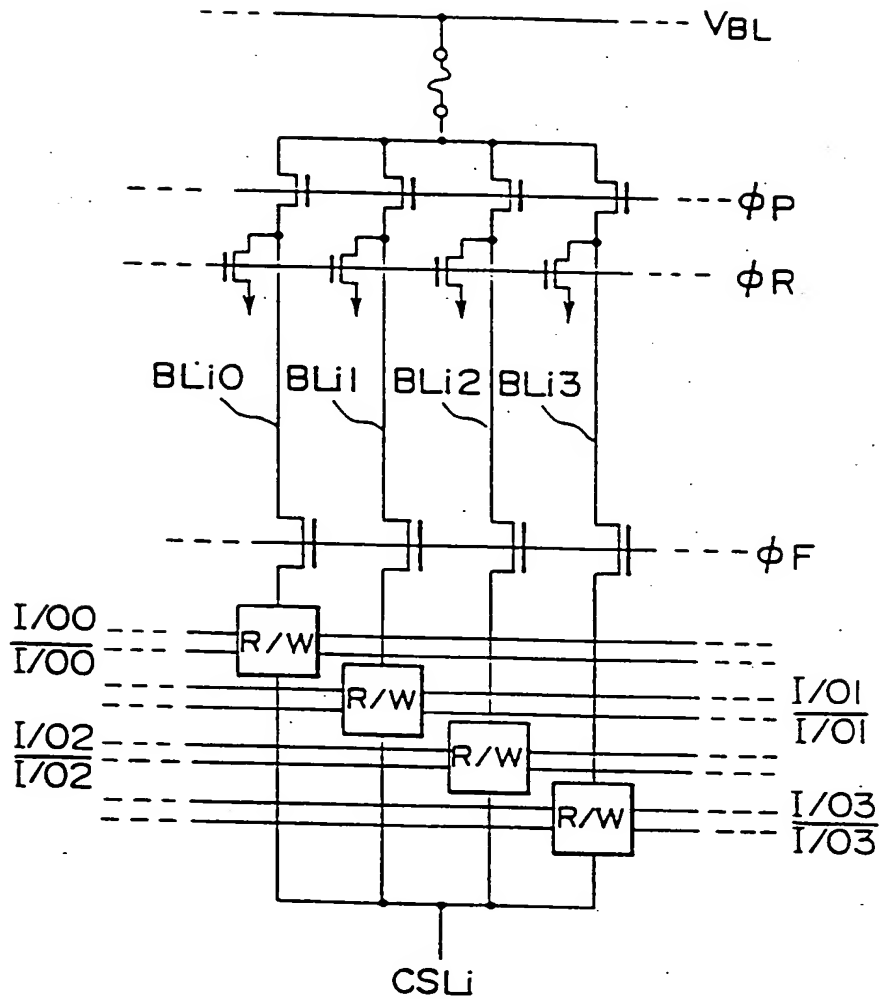 VBL
ϕP
ϕR
BLi0 BLi1 BLi2 BLi3
ϕF
I/O0
I/O0
R/W
R/W
I/O1
I/O1
I/O2
I/O2
R/W
R/W
I/O3
I/O3
CSLi